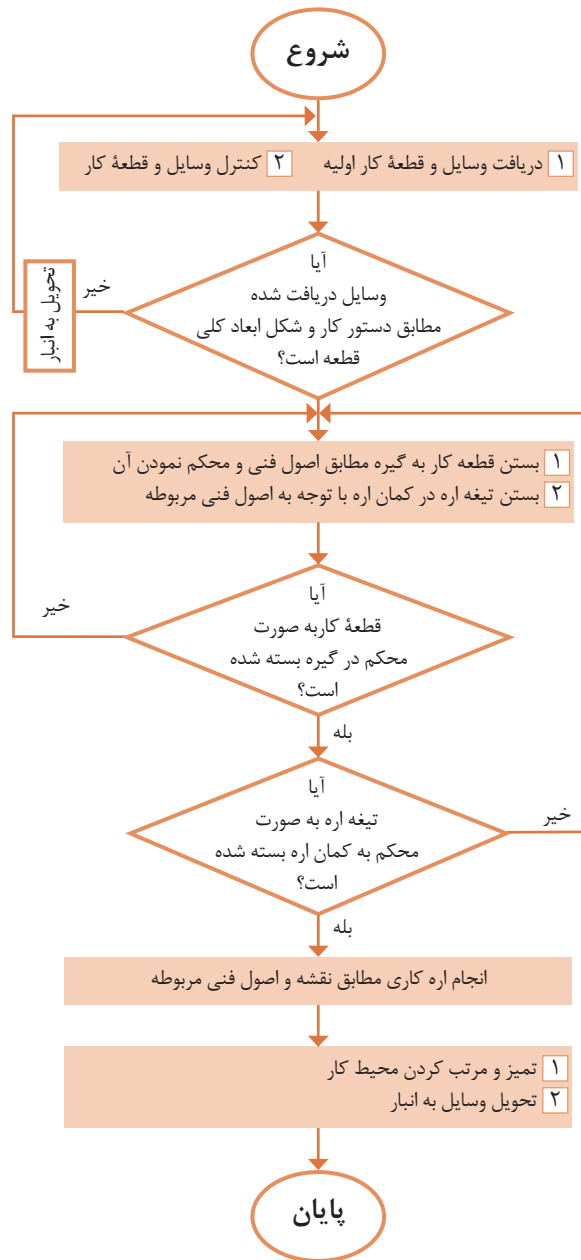 شروع
۱ دریافت وسایل و قطعۀ کار اولیه ۲ کنترل وسایل و قطعۀ کار
آیا
وسایل دریافت شده
مطابق دستور کار و شکل ابعاد کلی
قطعه است؟
خیر
تحویل به انبار
۱ بستن قطعه کار به گیره مطابق اصول فنی و محکم نمودن آن
۲ بستن تیغه اره در کمان اره با توجه به اصول فنی مربوطه
آیا
قطعۀ کاربه صورت
محکم در گیره بسته شده
است؟
خیر
بله
آیا
تیغه اره به صورت
محکم به کمان اره بسته شده
است؟
خیر
بله
انجام اره کاری مطابق نقشه و اصول فنی مربوطه
۱ تمیز و مرتب کردن محیط کار
۲ تحویل وسایل به انبار
پایان